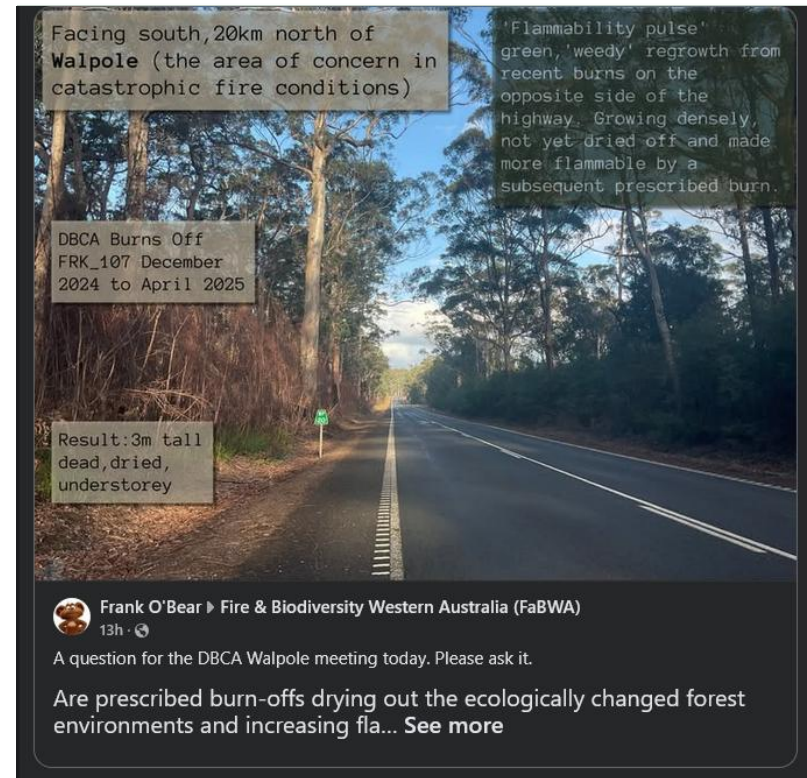 Facing south,20km north of
Walpole (the area of concern in
catastrophic fire conditions)
'Flammability pulse'
green,'weedy' regrowth from
recent burns on the
opposite side of the
highway. Growing densely,
not yet dried off and made
more flammable by a
subsequent prescribed burn.
DBCA Burns Off
FRK_107 December
2024 to April 2025
Result:3m tall
dead,dried,
understorey
Frank O'Bear ▸ Fire & Biodiversity Western Australia (FaBWA)
13h ·
A question for the DBCA Walpole meeting today. Please ask it.
Are prescribed burn-offs drying out the ecologically changed forest
environments and increasing fla... See more